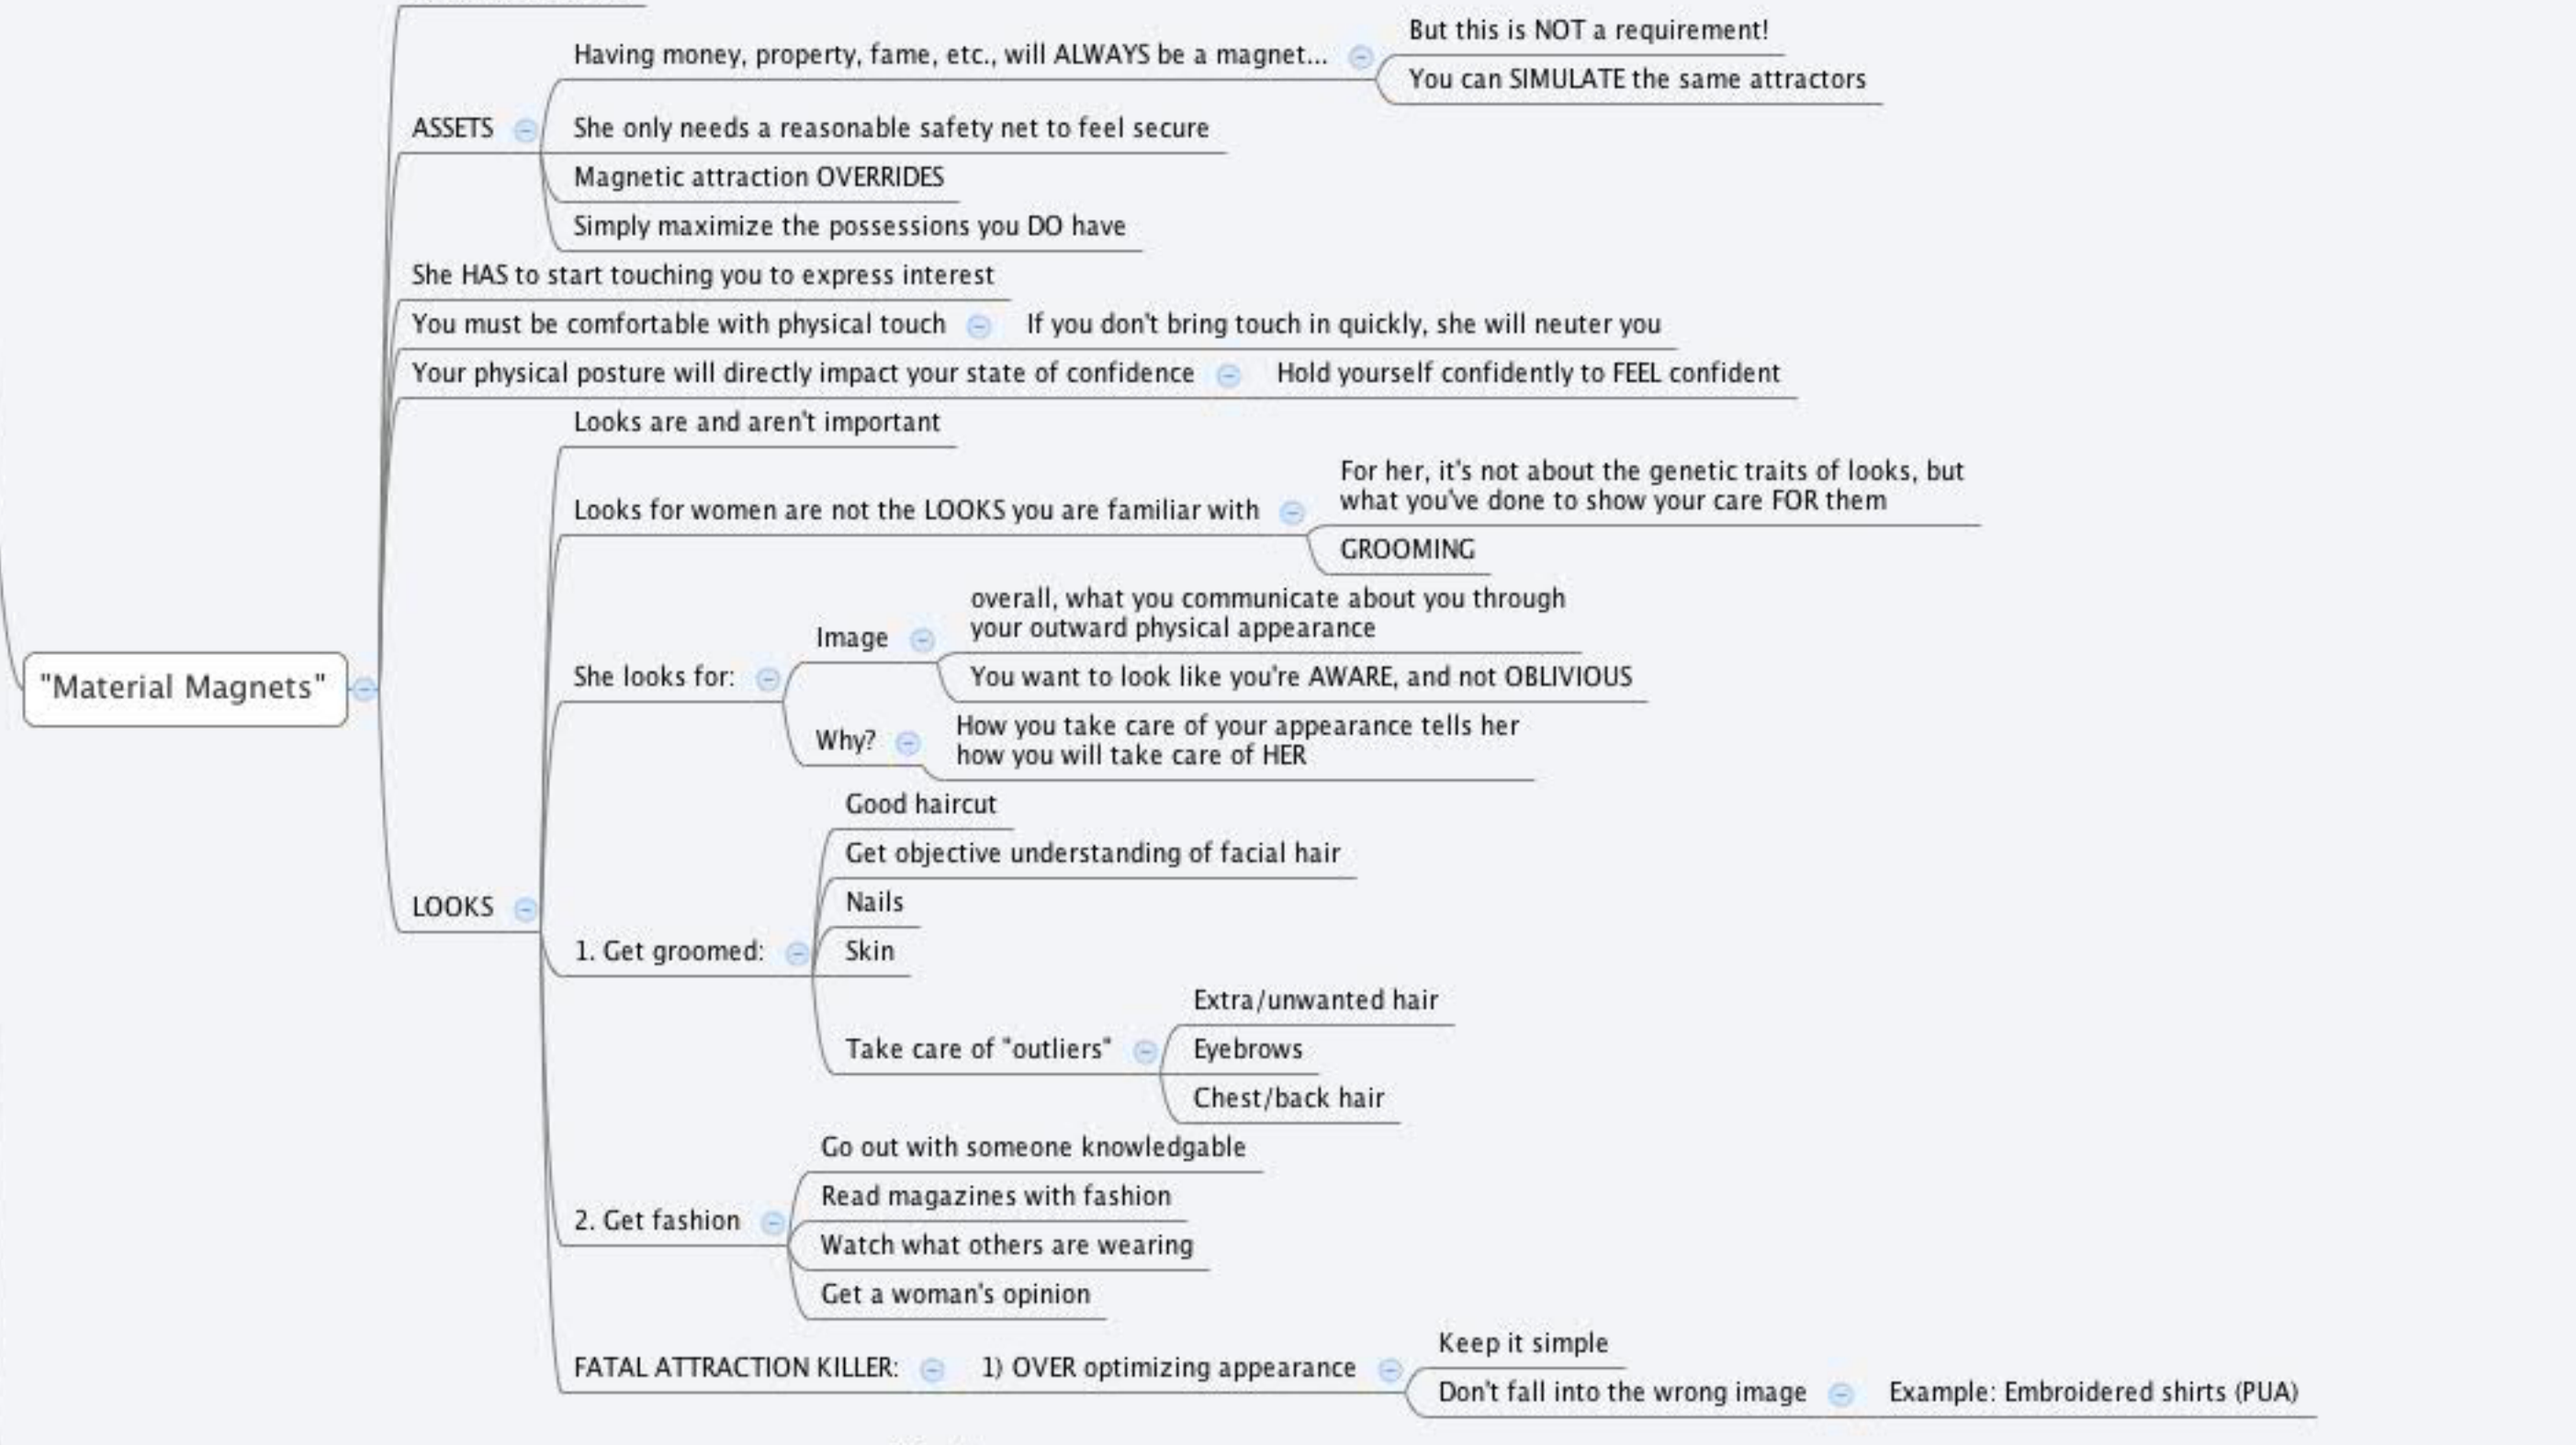 But this is NOT a requirement!
Having money, property, fame, etc., will ALWAYS be a magnet...
You can SIMULATE the same attractors
ASSETS
She only needs a reasonable safety net to feel secure
Magnetic attraction OVERRIDES
Simply maximize the possessions you DO have
She HAS to start touching you to express interest
You must be comfortable with physical touch
If you don't bring touch in quickly, she will neuter you
Your physical posture will directly impact your state of confidence
Hold yourself confidently to FEEL confident
Looks are and aren't important
Looks for women are not the LOOKS you are familiar with
For her, it's not about the genetic traits of looks, but
what you've done to show your care FOR them
GROOMING
She looks for:
Image
overall, what you communicate about you through
your outward physical appearance
You want to look like you're AWARE, and not OBLIVIOUS
"Material Magnets"
Why?
How you take care of your appearance tells her
how you will take care of HER
LOOKS
1. Get groomed:
Good haircut
Get objective understanding of facial hair
Nails
Skin
Take care of "outliers"
Extra/unwanted hair
Eyebrows
Chest/back hair
2. Get fashion
Go out with someone knowledgable
Read magazines with fashion
Watch what others are wearing
Get a woman's opinion
FATAL ATTRACTION KILLER:
1) OVER optimizing appearance
Keep it simple
Don't fall into the wrong image
Example: Embroidered shirts (PUA)